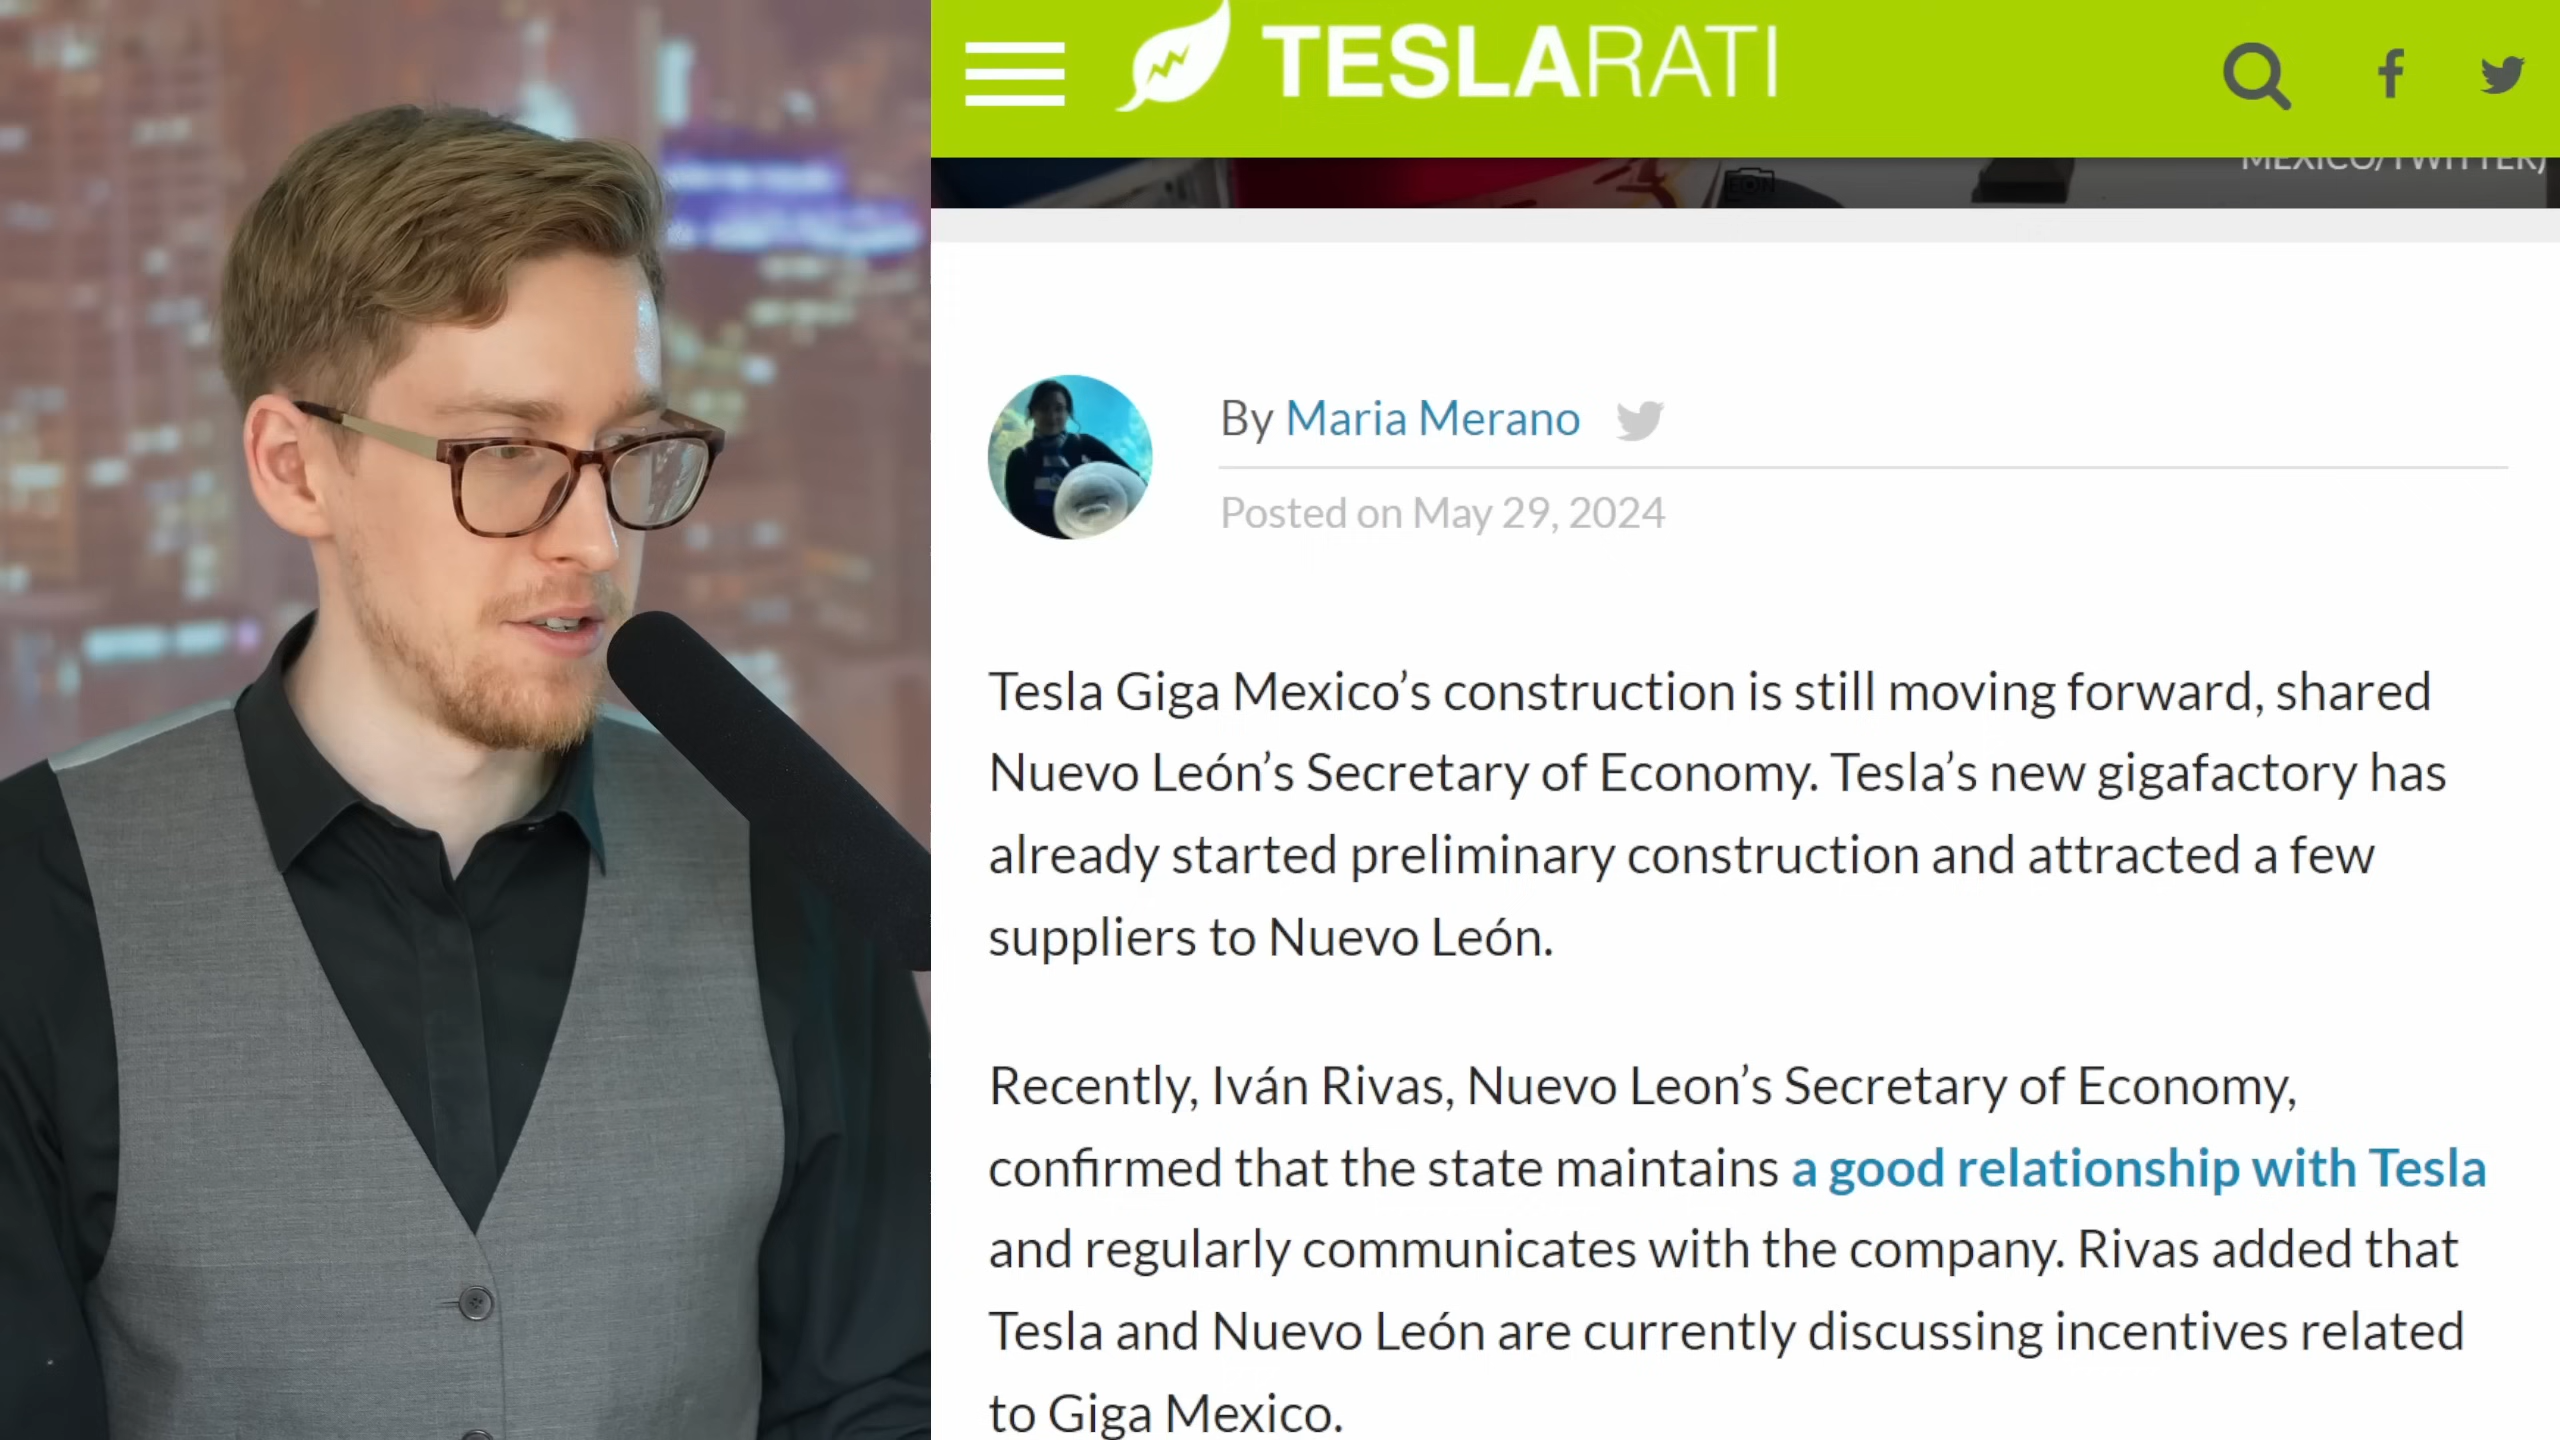 TESLARATI
MEXICO/TWITTER)
By Maria Merano
Posted on May 29, 2024
Tesla Giga Mexico’s construction is still moving forward, shared
Nuevo León’s Secretary of Economy. Tesla’s new gigafactory has
already started preliminary construction and attracted a few
suppliers to Nuevo León.
Recently, Iván Rivas, Nuevo Leon’s Secretary of Economy,
confirmed that the state maintains a good relationship with Tesla
and regularly communicates with the company. Rivas added that
Tesla and Nuevo León are currently discussing incentives related
to Giga Mexico.